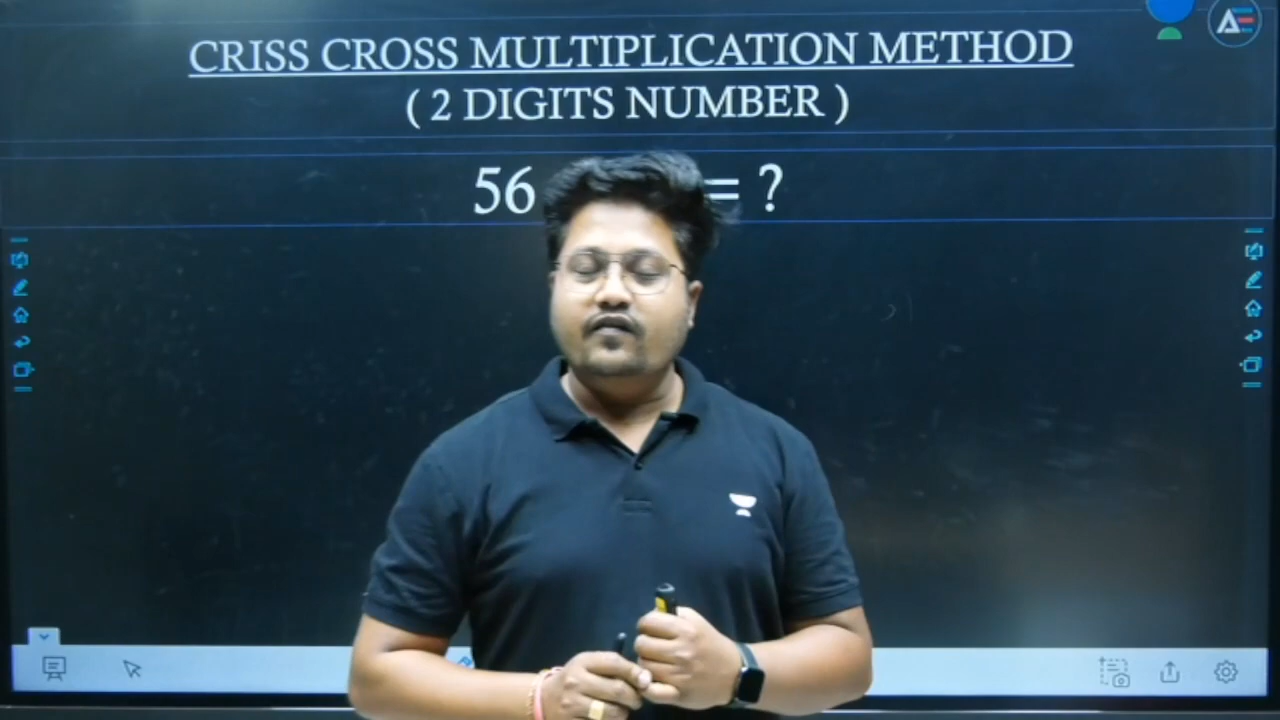 CRISS CROSS MULTIPLICATION METHOD
( 2 DIGITS NUMBER )
56 = ?